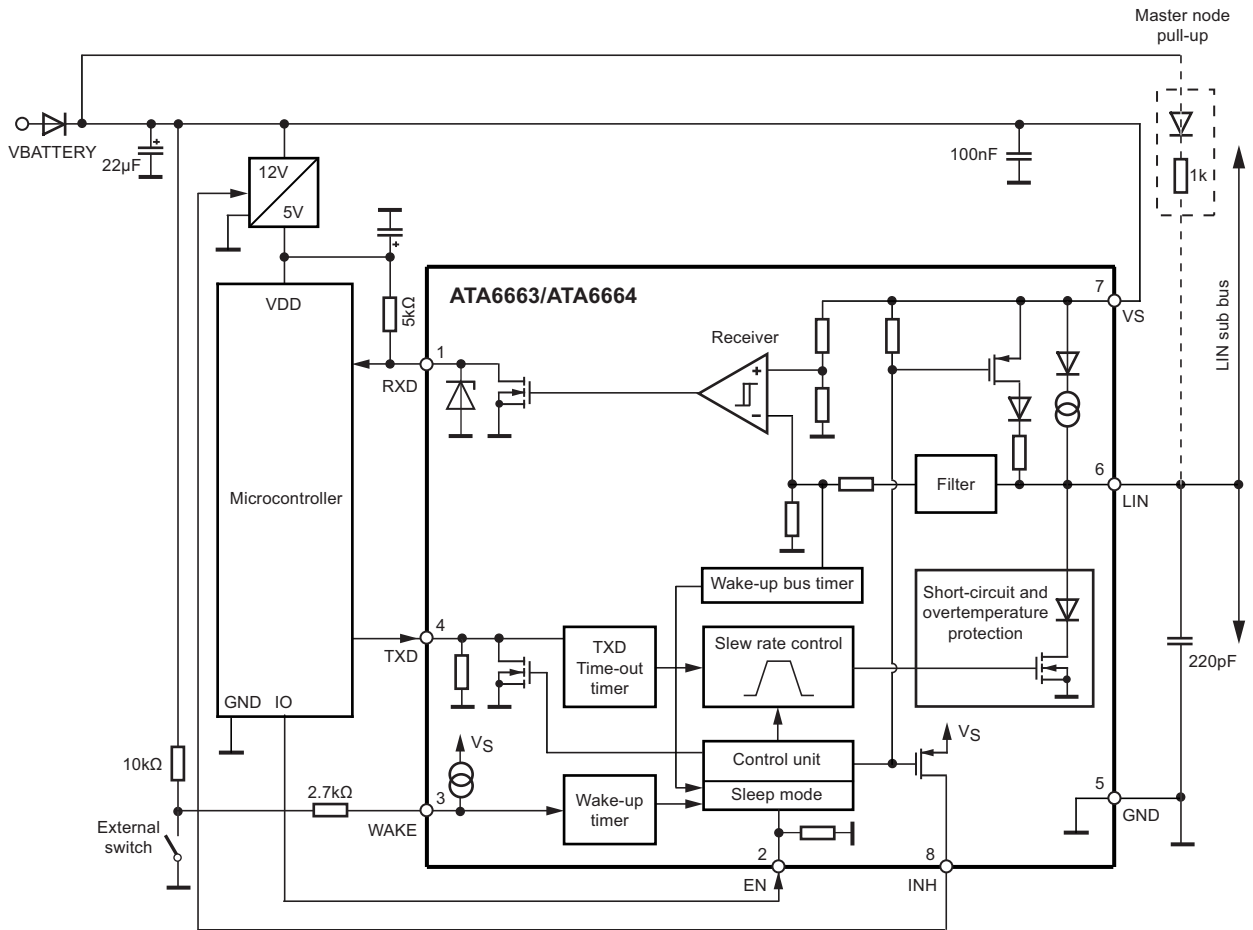 Master node
pull-up
VBATTERY
22µF
12V
5V
100nF
1k
LIN sub bus
VDD
5kΩ
ATA6663/ATA6664
7
VS
Receiver
+
-
1
RXD
Microcontroller
Filter
6
LIN
Wake-up bus timer
Short-circuit and
overtemperature
protection
4
TXD
TXD
Time-out
timer
Slew rate control
220pF
GND IO
VS
VS
Control unit
Sleep mode
10kΩ
2.7kΩ
3
WAKE
Wake-up
timer
5
GND
External
switch
2
EN
8
INH